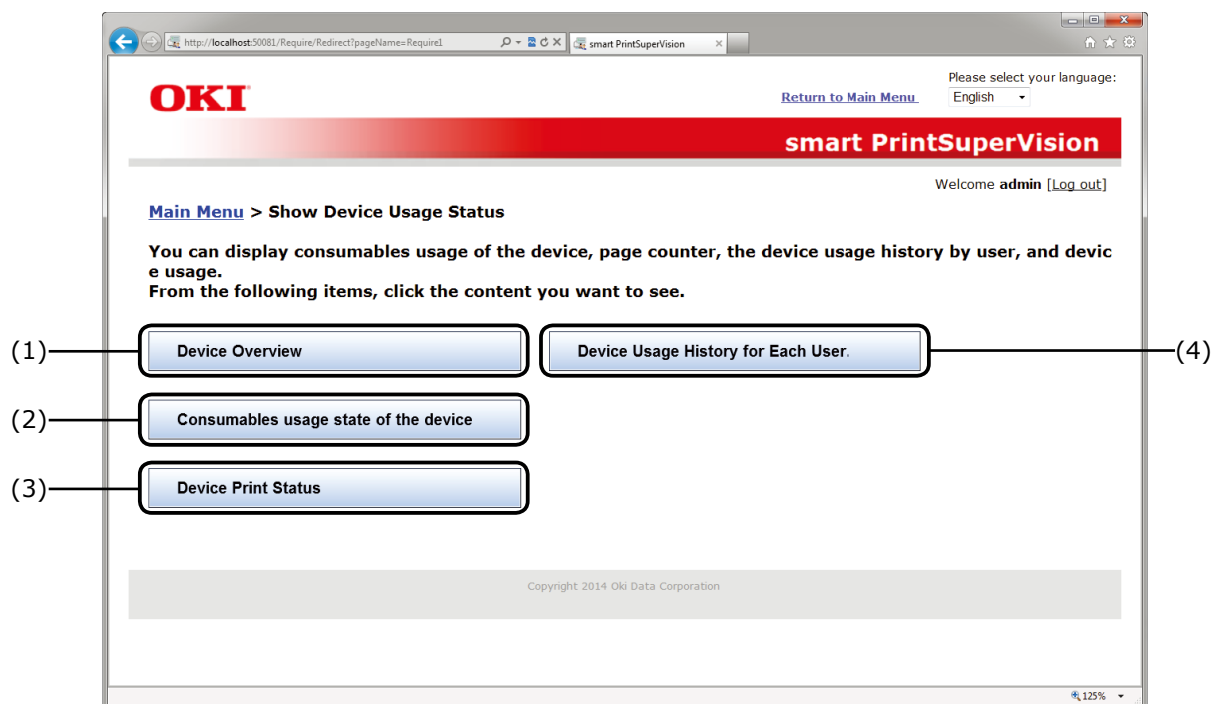 http://localhost:50081/Require/Redirect?pageName=Require1
smart PrintSuperVision
OKI
Return to Main Menu
Please select your language:
English
smart PrintSuperVision
Welcome admin [Log out]
Main Menu > Show Device Usage Status
You can display consumables usage of the device, page counter, the device usage history by user, and devic
e usage.
From the following items, click the content you want to see.
(1)
Device Overview
Device Usage History for Each User.
(4)
(2)
Consumables usage state of the device
(3)
Device Print Status
Copyright 2014 Oki Data Corporation
125%